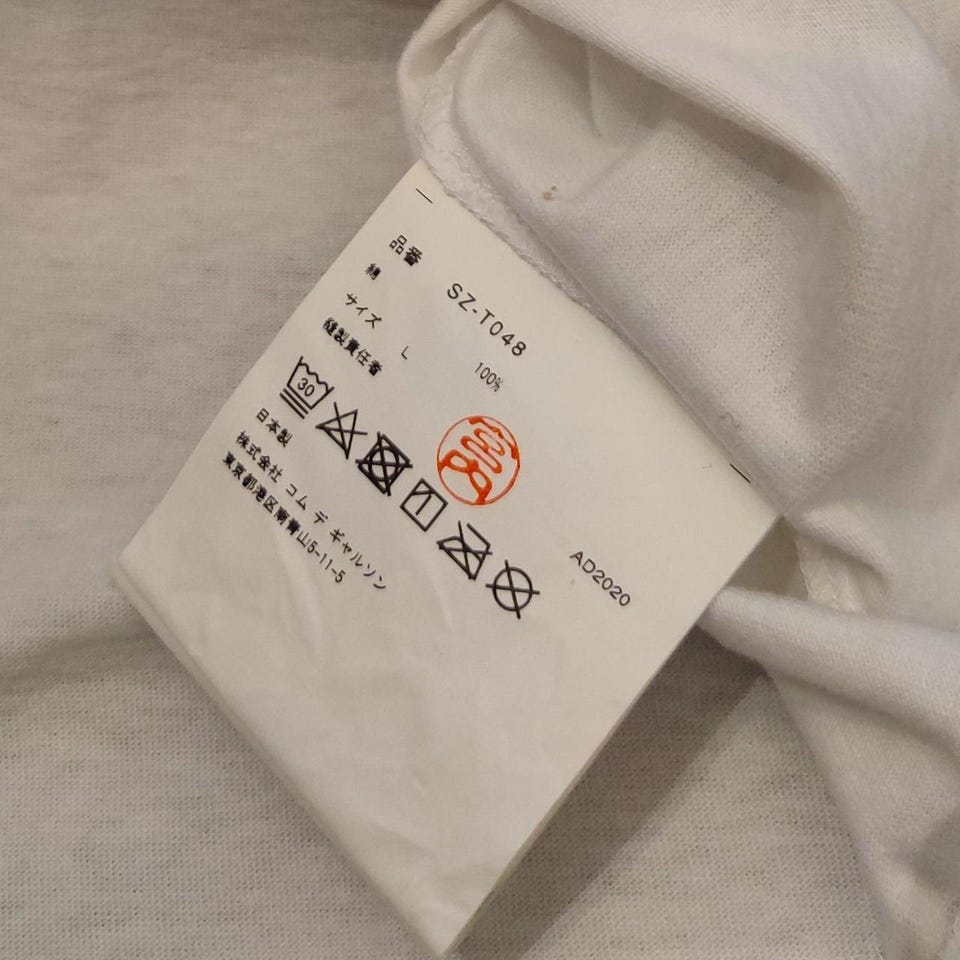 品番 SZ-T048
綿 100%
サイズ L
縫製責任者
30
日本製
株式会社 コム デ ギャルソン
東京都港区南青山5-11-5
AD2020